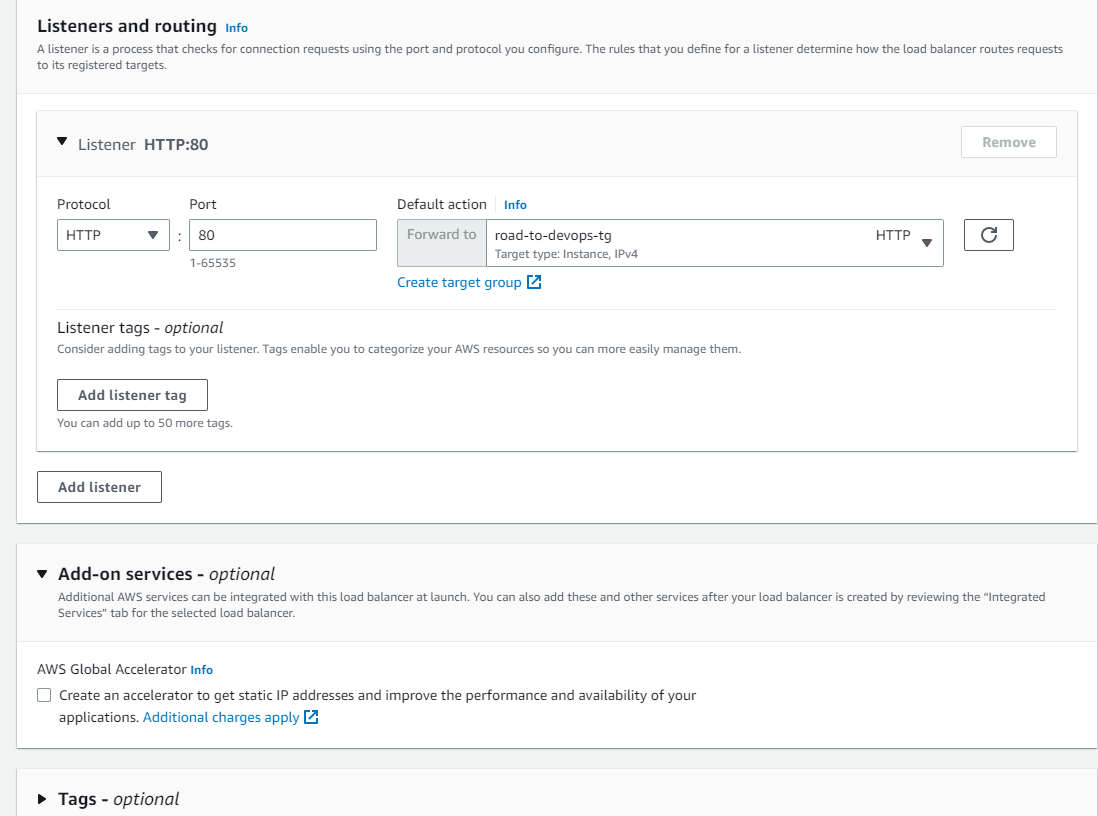 Listeners and routing Info
A listener is a process that checks for connection requests using the port and protocol you configure. The rules that you define for a listener determine how the load balancer routes requests
to its registered targets.
Listener HTTP:80
Remove
Protocol
Port
Default action
Info
HTTP
:
80
Forward to
road-to-devops-tg
HTTP
Target type: Instance, IPv4
1-65535
Create target group
Listener tags - optional
Consider adding tags to your listener. Tags enable you to categorize your AWS resources so you can more easily manage them.
Add listener tag
You can add up to 50 more tags.
Add listener
Add-on services - optional
Additional AWS services can be integrated with this load balancer at launch. You can also add these and other services after your load balancer is created by reviewing the “Integrated
Services” tab for the selected load balancer.
AWS Global Accelerator Info
Create an accelerator to get static IP addresses and improve the performance and availability of your
applications. Additional charges apply
Tags - optional